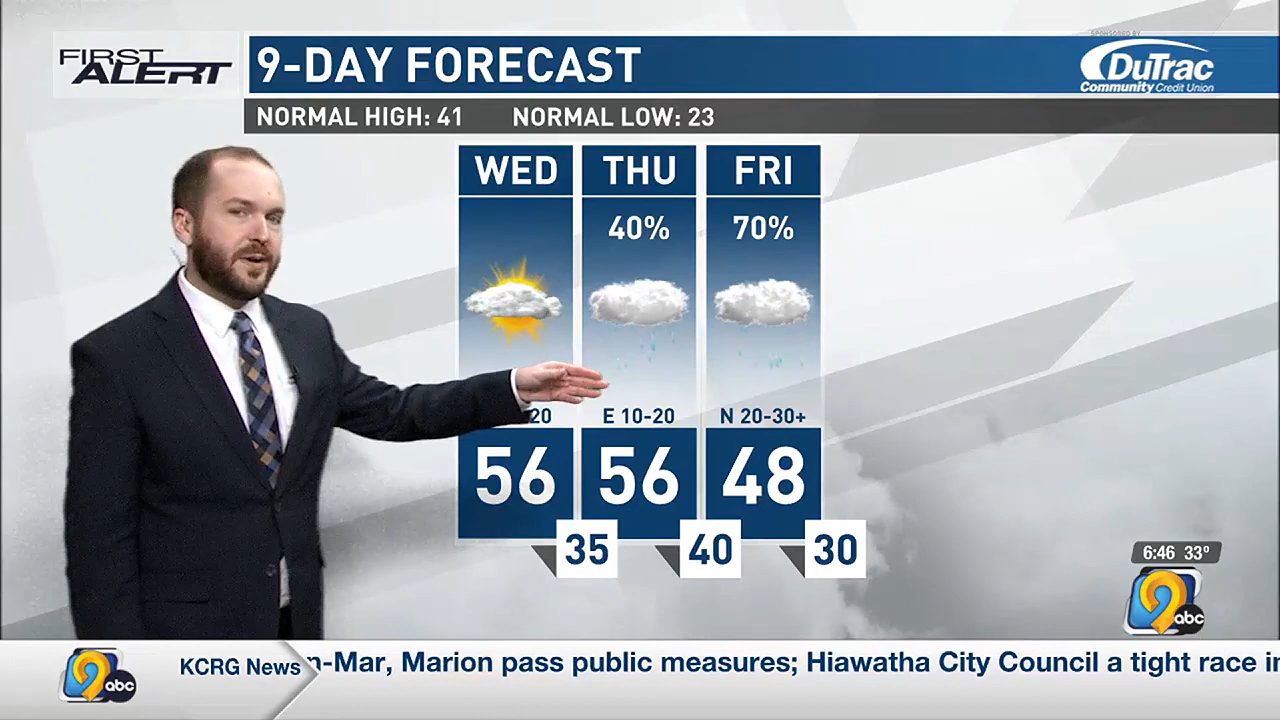 SPONSORED BY
FIRST
ALERT
9-DAY FORECAST
DuTrac
Community Credit Union
NORMAL HIGH: 41 NORMAL LOW: 23
WED THU FRI
40% 70%
20 E 10-20 N 20-30+
56 56 48
35 40 30
6:46 33°
9 abc
9 abc KCRG News n-Mar, Marion pass public measures; Hiawatha City Council a tight race in